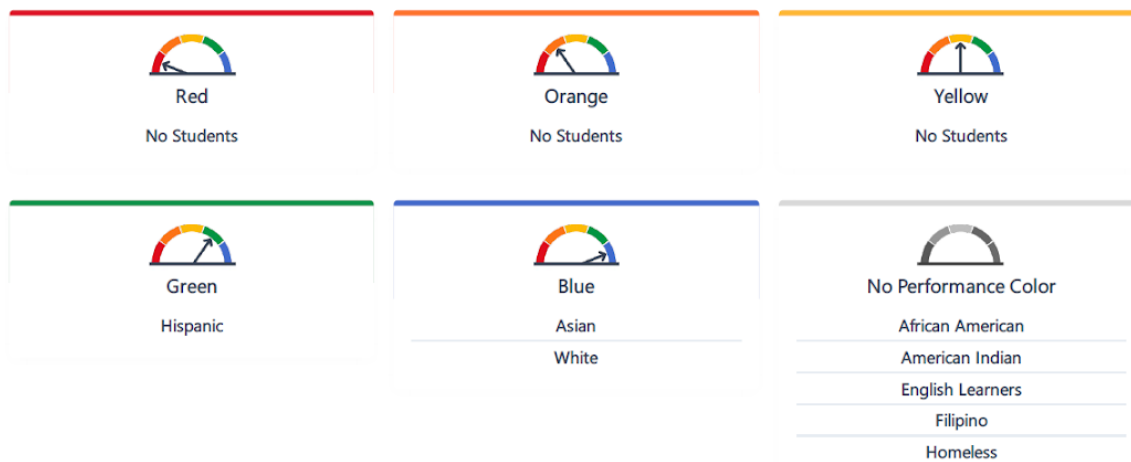 Red
No Students
Orange
No Students
Yellow
No Students
Green
Hispanic
Blue
Asian
White
No Performance Color
African American
American Indian
English Learners
Filipino
Homeless